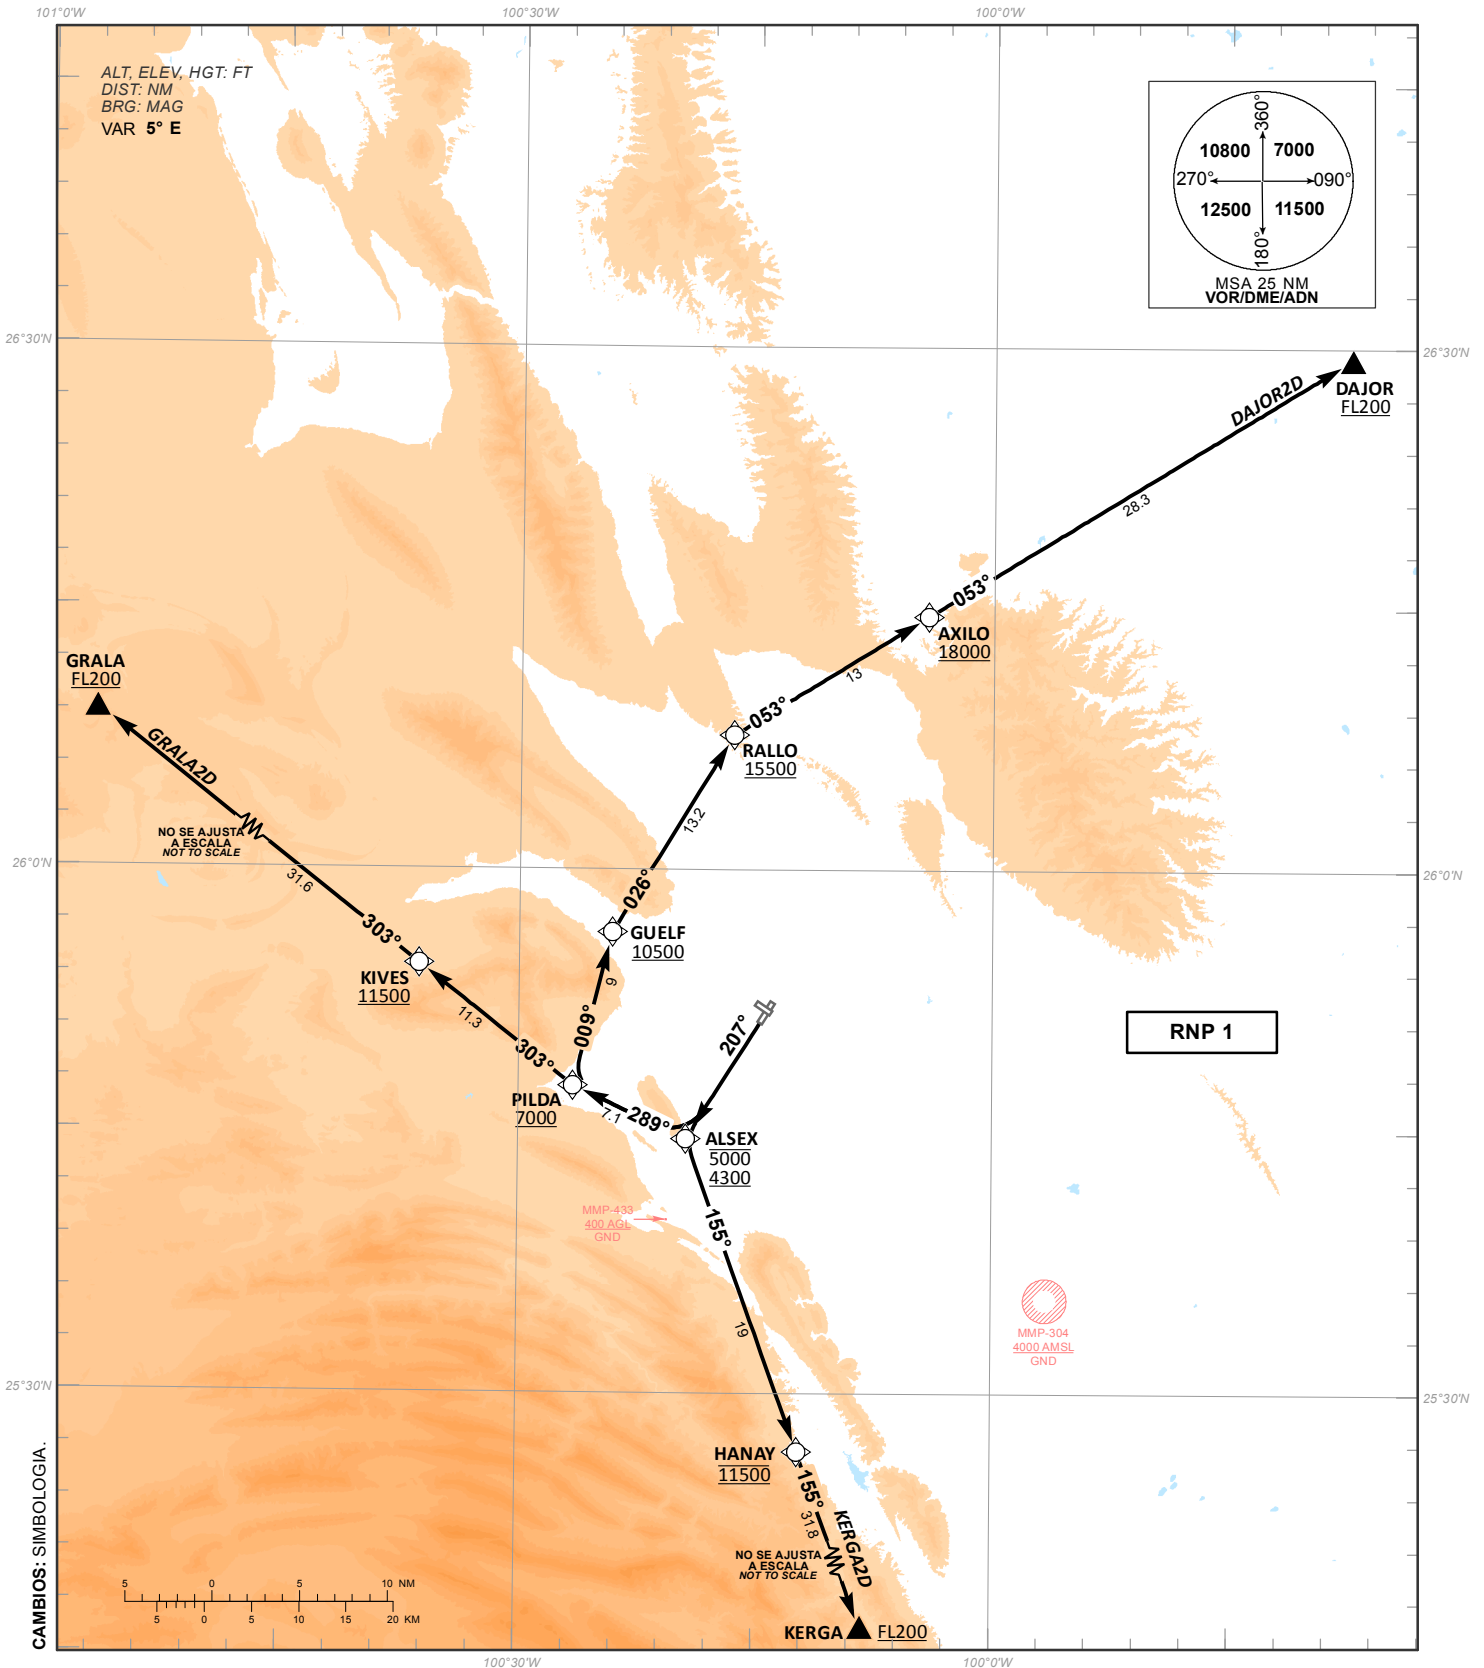 101°0'W
100°30'W
100°0'W
ALT, ELEV, HGT: FT
DIST: NM
BRG: MAG
VAR 5° E
360°
10800 7000
270° 090°
12500 11500
180°
MSA 25 NM
VOR/DME/ADN
26°30'N
26°30'N
DAJOR2D
DAJOR
FL200
28.3
053°
AXILO
18000
13
GRALA
FL200
053°
RALLO
15500
GRALA2D
NO SE AJUSTA
A ESCALA
NOT TO SCALE
13.2
26°0'N
26°0'N
31.6
026°
303°
GUELF
10500
KIVES
11500
9
11.3
009°
207°
RNP 1
303°
PILDA
7000
7.1
289°
ALSEX
5000
4300
MMP-433
400 AGL
GND
155°
19
MMP-304
4000 AMSL
GND
25°30'N
25°30'N
HANAY
11500
155°
31.8
KERGA2D
NO SE AJUSTA
A ESCALA
NOT TO SCALE
KERGA FL200
CAMBIOS: SIMBOLOGIA.
5 0 5 10 NM
5 0 5 10 15 20 KM
100°30'W
100°0'W